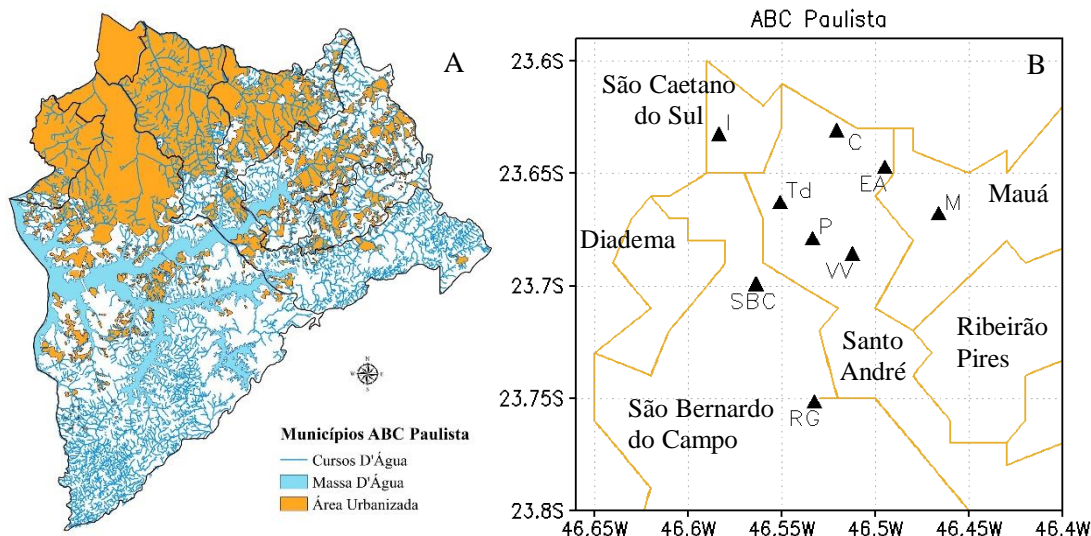 A
N
W
E
S
Municípios ABC Paulista
Cursos D'Água
Massa D'Água
Área Urbanizada
ABC Paulista
B
23.6S
23.65S
23.7S
23.75S
23.8S
São Caetano
do Sul
I
C
EA
Mauá
M
Td
Diadema
P
VV
SBC
Santo
André
Ribeirão
Pires
São Bernardo
do Campo
RG
46.65W 46.6W 46.55W 46.5W 46.45W 46.4W